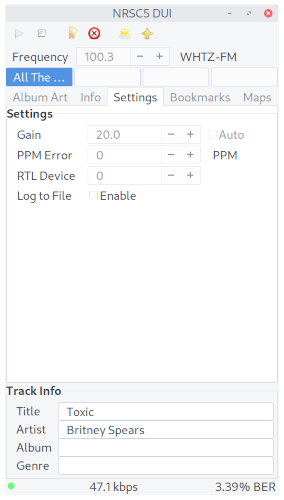 NRSC5 DUI
Frequency 100.3 − + WHTZ-FM
All The ...
Album Art Info Settings Bookmarks Maps
Settings
Gain 20.0 − + Auto
PPM Error 0 − + PPM
RTL Device 0 − +
Log to File Enable
Track Info
Title Toxic
Artist Britney Spears
Album
Genre
47.1 kbps 3.39% BER